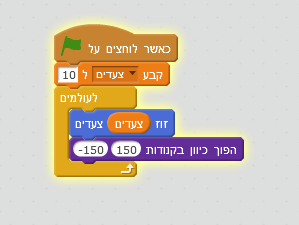 כאשר לוחצים על
קבע צעדים ל 10
לעולמים
זוז צעדים צעדים
הפוך כיוון בקנודות 150 -150